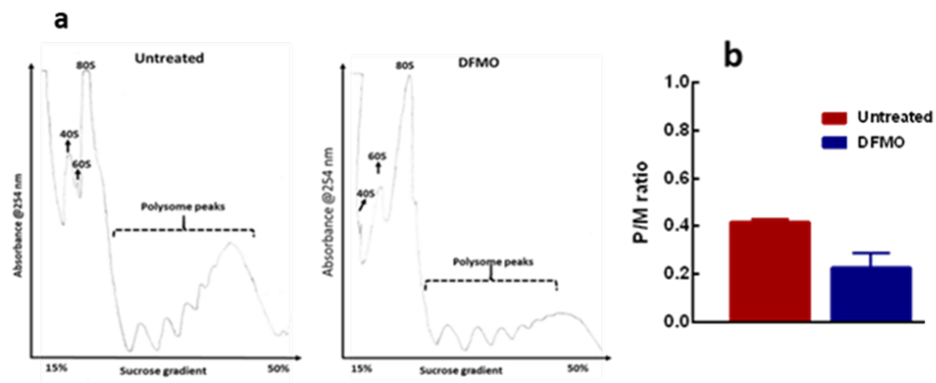 a
Untreated
80S
40S
60S
Polysome peaks
Absorbance @254 nm
15%
Sucrose gradient
50%
DFMO
80S
60S
40S
Polysome peaks
Absorbance @254 nm
15%
Sucrose gradient
50%
b
1.0
0.8
0.6
0.4
0.2
0.0
P/M ratio
Untreated
DFMO